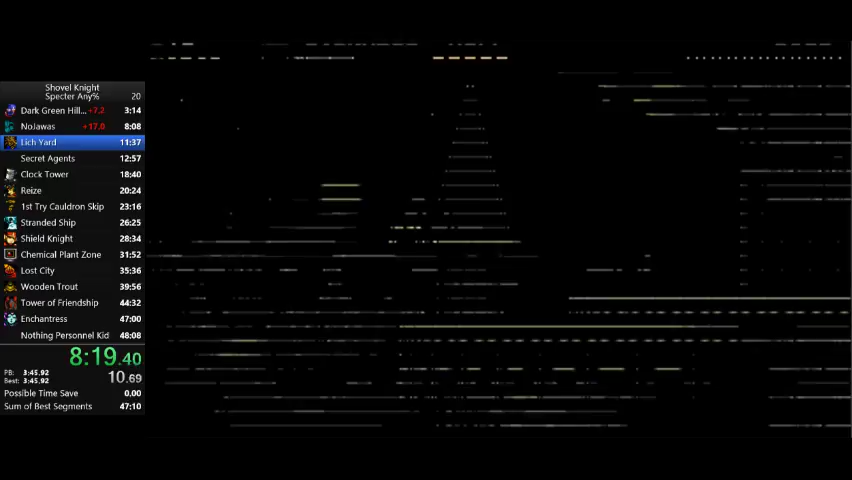 Shovel Knight
Specter Any% 20
Dark Green Hill... +7.2 3:14
NoJawas +17.0 8:08
Lich Yard 11:37
Secret Agents 12:57
Clock Tower 18:40
Reize 20:24
1st Try Cauldron Skip 23:16
Stranded Ship 26:25
Shield Knight 28:34
Chemical Plant Zone 31:52
Lost City 35:36
Wooden Trout 39:56
Tower of Friendship 44:32
Enchantress 47:00
Nothing Personnel Kid 48:08
8:19.40
PB: 3:45.92
Best: 3:45.92
10.69
Possible Time Save 0.00
Sum of Best Segments 47:10